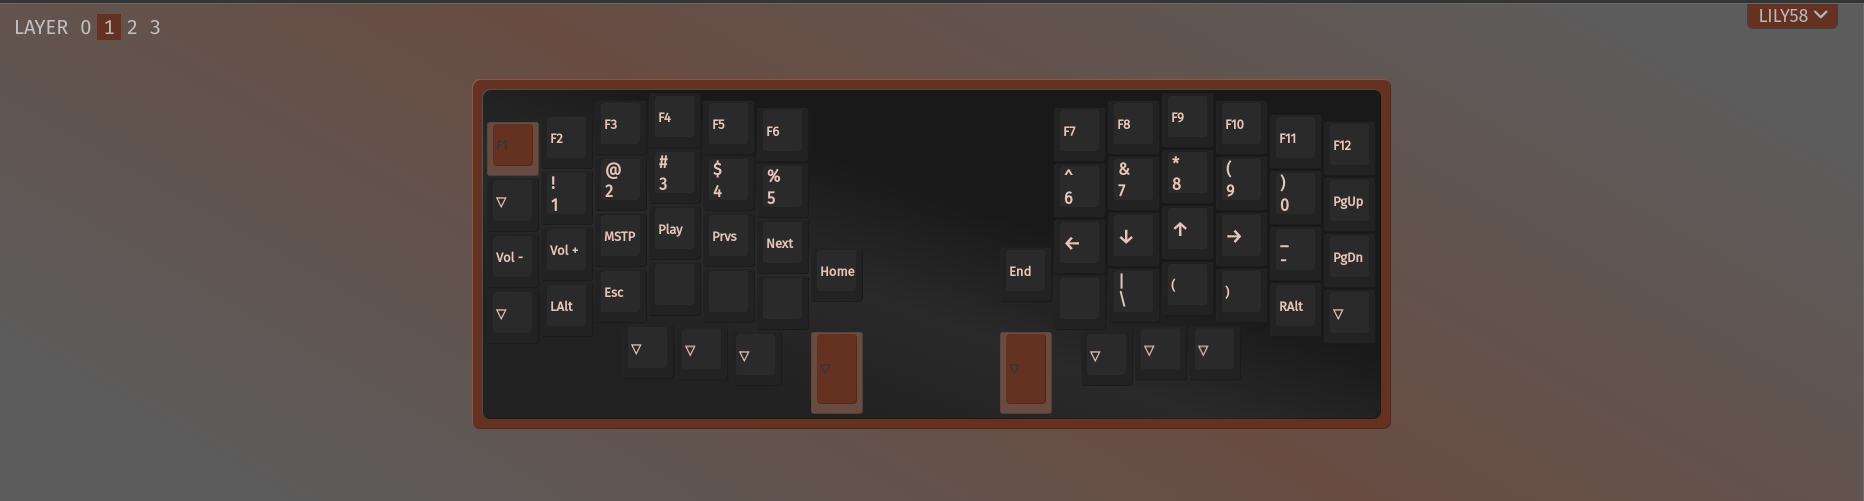 LAYER 0 1 2 3
LILY58
F1 F2 F3 F4 F5 F6 F7 F8 F9 F10 F11 F12
▽ ! 1 @ 2 # 3 $ 4 % 5 ^ 6 & 7 * 8 ( 9 ) 0 PgUp
Vol - Vol + MSTP Play Prvs Next ← ↓ ↑ → _ - PgDn
Home End
▽ LAlt Esc | \ ( ) RAlt ▽
▽ ▽ ▽ ▽ ▽ ▽ ▽ ▽